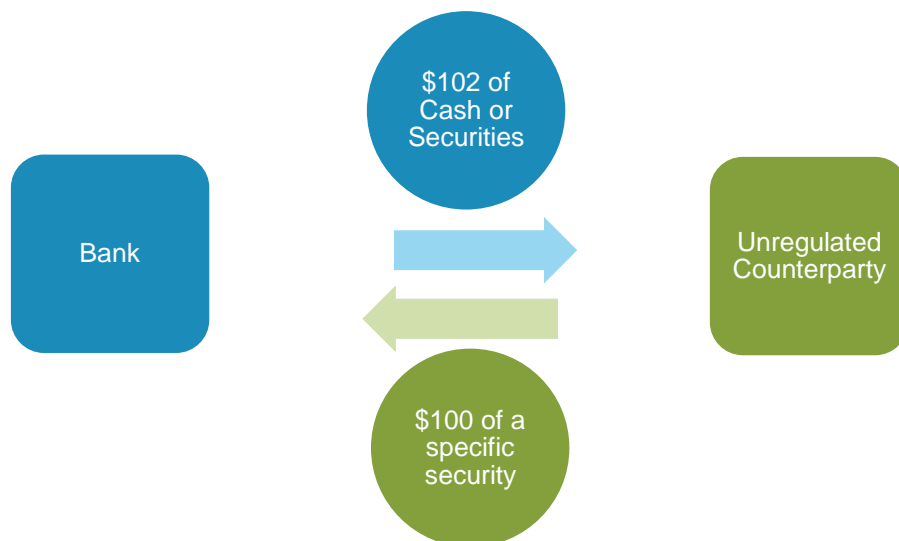 $102 of
Cash or
Securities
Bank
Unregulated
Counterparty
$100 of a
specific
security